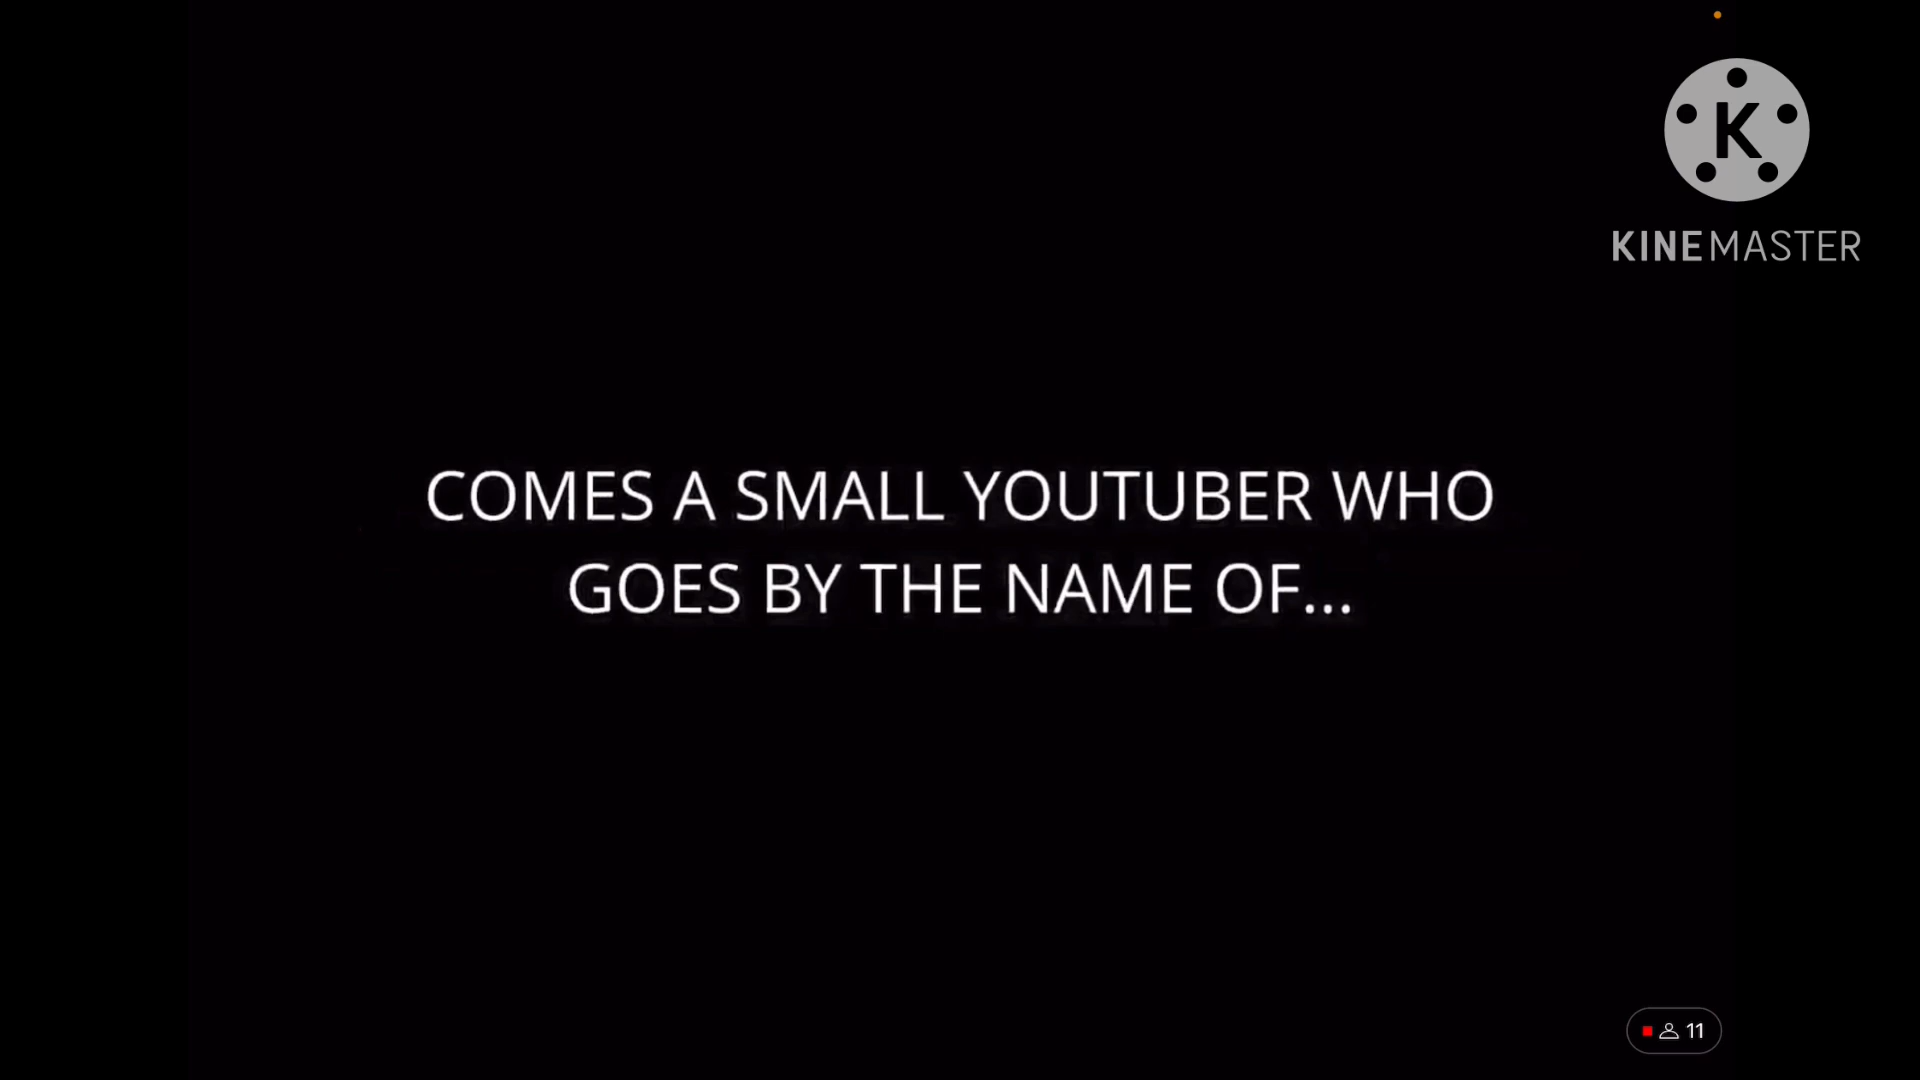 K
KINEMASTER
COMES A SMALL YOUTUBER WHO
GOES BY THE NAME OF...
11